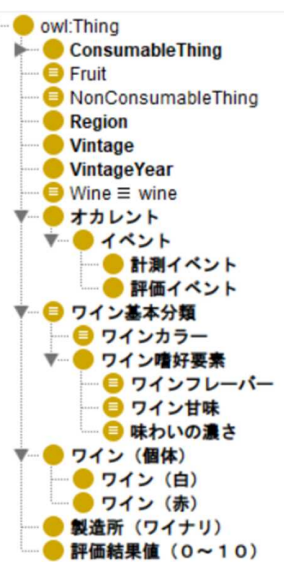 owl:Thing
ConsumableThing
Fruit
NonConsumableThing
Region
Vintage
VintageYear
Wine ≡ wine
オカレント
イベント
計測イベント
評価イベント
ワイン基本分類
ワインカラー
ワイン嗜好要素
ワインフレーバー
ワイン甘味
味わいの濃さ
ワイン（個体）
ワイン（白）
ワイン（赤）
製造所（ワイナリ）
評価結果値（０～１０）